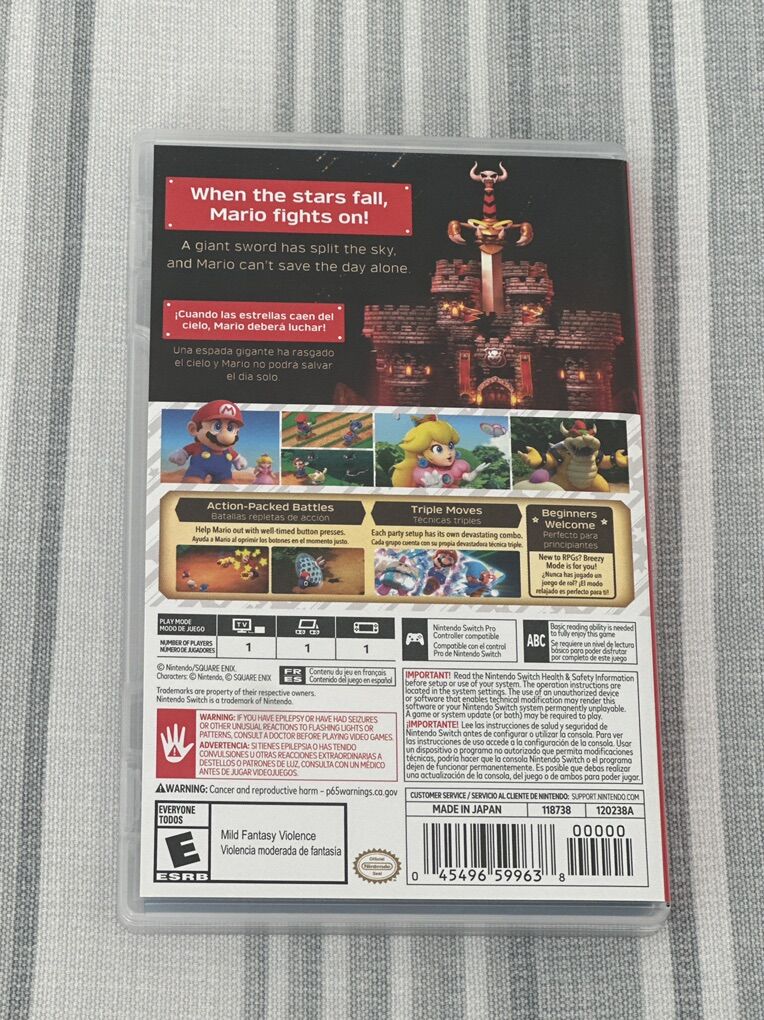 When the stars fall,
Mario fights on!
A giant sword has split the sky,
and Mario can't save the day alone.
¡Cuando las estrellas caen del
cielo, Mario deberá luchar!
Una espada gigante ha rasgado
el cielo y Mario no podrá salvar
el día solo.
Action-Packed Battles
Batallas repletas de acción
Help Mario out with well-timed button presses.
Ayuda a Mario al oprimir los botones en el momento justo.
Triple Moves
Técnicas triples
Each party setup has its own devastating combo.
Cada grupo cuenta con su propia devastadora técnica triple.
Beginners
Welcome
Perfecto para
principiantes
New to RPGs? Breezy
Mode is for you!
¿Nunca has jugado un
juego de rol? ¡El modo
relajado es perfecto para ti!
PLAY MODE
MODO DE JUEGO
TV
NUMBER OF PLAYERS
NÚMERO DE JUGADORES
1 1 1
Nintendo Switch Pro
Controller compatible
Compatible con el control
Pro de Nintendo Switch
ABC
Basic reading ability is needed
to fully enjoy this game
Se requiere un nivel de lectura
básico para poder disfrutar
por completo de este juego
© Nintendo/SQUARE ENIX.
Characters: © Nintendo, © SQUARE ENIX
FR
ES
Contenu du jeu en français
Contenido del juego en español
Trademarks are property of their respective owners.
Nintendo Switch is a trademark of Nintendo.
WARNING: IF YOU HAVE EPILEPSY OR HAVE HAD SEIZURES
OR OTHER UNUSUAL REACTIONS TO FLASHING LIGHTS OR
PATTERNS, CONSULT A DOCTOR BEFORE PLAYING VIDEO GAMES.
ADVERTENCIA: SI TIENES EPILEPSIA O HAS TENIDO
CONVULSIONES U OTRAS REACCIONES EXTRAORDINARIAS A
DESTELLOS O PATRONES DE LUZ, CONSULTA CON UN MÉDICO
ANTES DE JUGAR VIDEOJUEGOS.
WARNING: Cancer and reproductive harm – p65warnings.ca.gov
IMPORTANT! Read the Nintendo Switch Health & Safety Information
before setup or use of your system. The operation instructions are
located in the system settings. The use of an unauthorized device
or software that enables technical modification may render this
software or your Nintendo Switch system permanently unplayable.
A game or system update (or both) may be required to play.
¡IMPORTANTE! Lee las instrucciones de salud y seguridad de
Nintendo Switch antes de configurar o utilizar la consola. Para ver
las instrucciones de uso accede a la configuración de la consola. Usar
un dispositivo o programa no autorizado que permita modificaciones
técnicas, podría hacer que la consola Nintendo Switch o el programa
dejen de funcionar permanentemente. Es posible que debas realizar
una actualización de la consola, del juego o de ambos para poder jugar.
CUSTOMER SERVICE / SERVICIO AL CLIENTE DE NINTENDO: SUPPORT.NINTENDO.COM
MADE IN JAPAN 118738 120238A
EVERYONE
TODOS
E
ESRB
Mild Fantasy Violence
Violencia moderada de fantasía
Official
Nintendo
Seal
00000
0 45496 59963 8